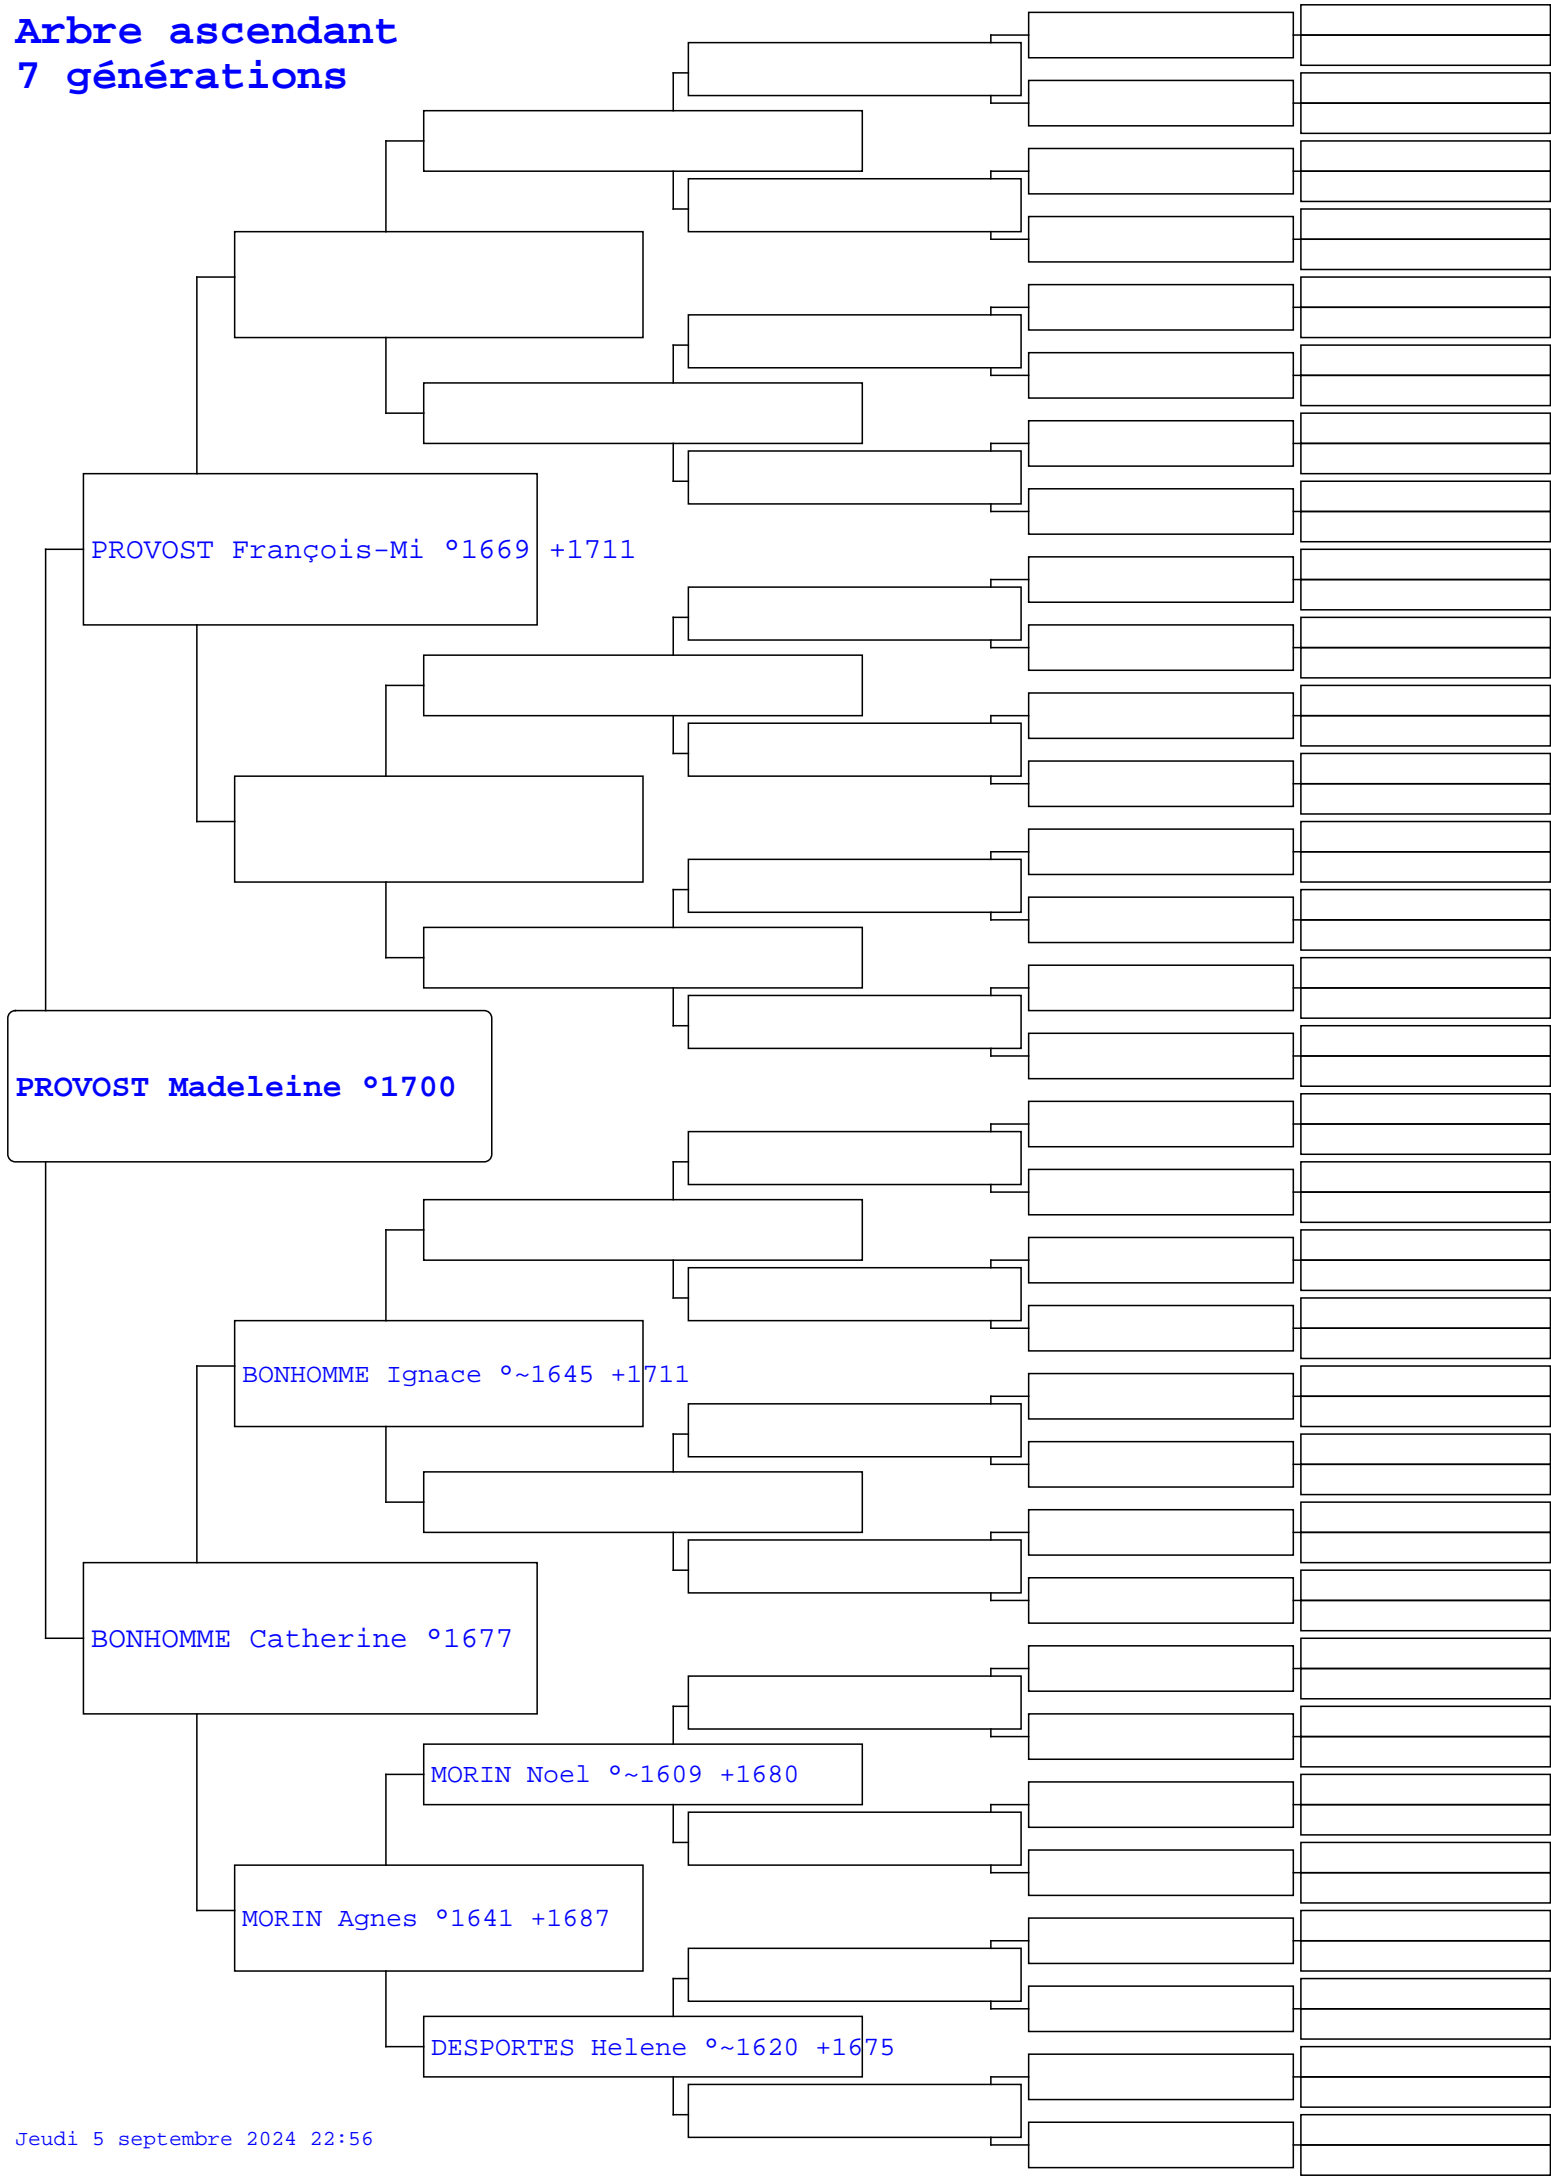 Arbre ascendant
7 générations
PROVOST François-Mi °1669 +1711
PROVOST Madeleine °1700
BONHOMME Ignace °~1645 +1711
BONHOMME Catherine °1677
MORIN Noel °~1609 +1680
MORIN Agnes °1641 +1687
DESPORTES Helene °~1620 +1675
Jeudi 5 septembre 2024 22:56